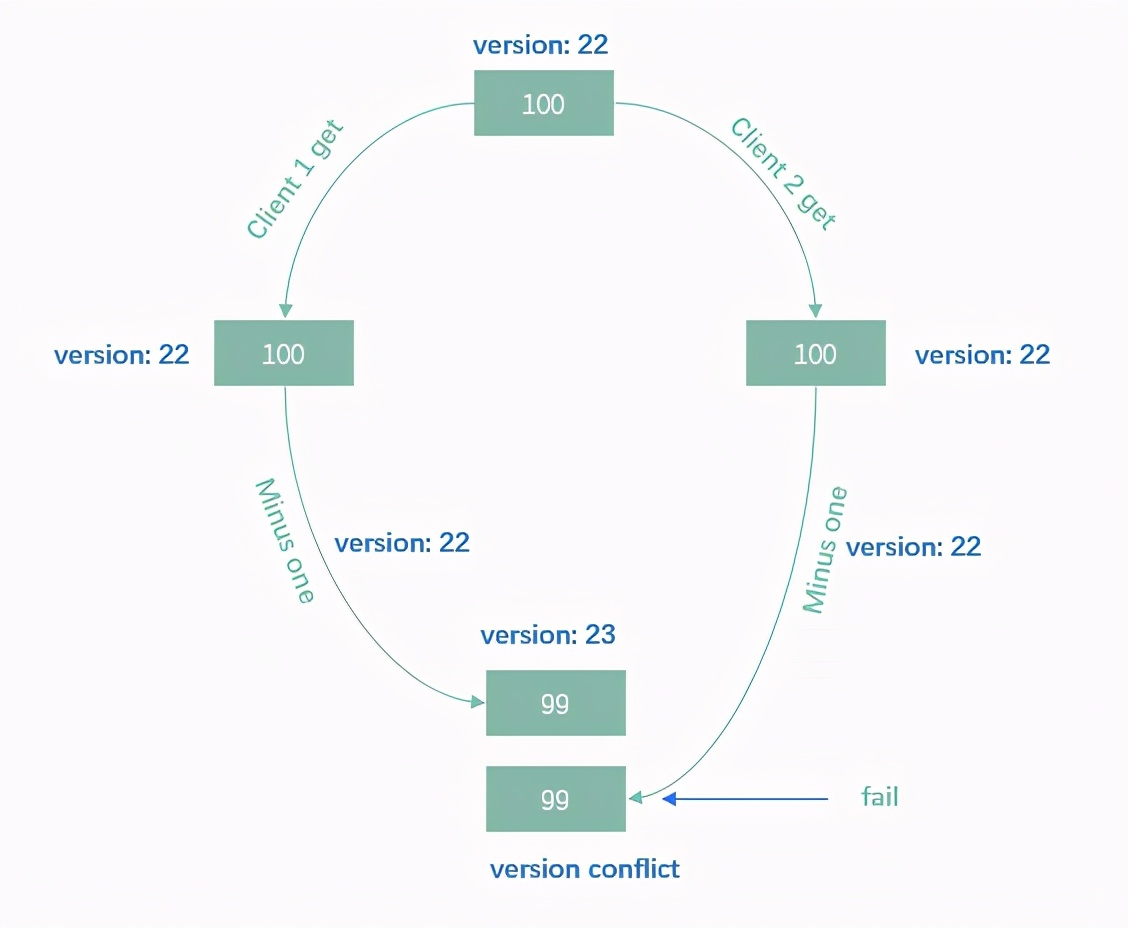 version: 22
100
Client 1 get
Client 2 get
version: 22
100
100
version: 22
Minus one
version: 22
Minus one
version: 22
version: 23
99
99
fail
version conflict